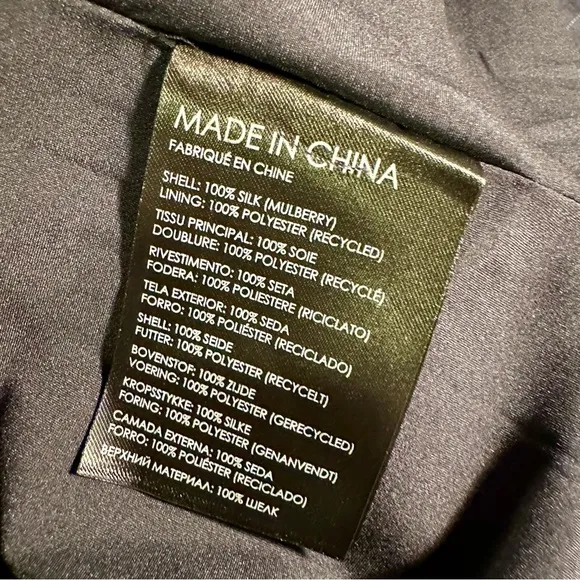 MADE IN CHINA
FABRIQUÉ EN CHINE
SHELL: 100% SILK (MULBERRY)
LINING: 100% POLYESTER (RECYCLED)
TISSU PRINCIPAL: 100% SOIE
DOUBLURE: 100% POLYESTER (RECYCLÉ)
RIVESTIMENTO: 100% SETA
FODERA: 100% POLIESTERE (RICICLATO)
TELA EXTERIOR: 100% SEDA
FORRO: 100% POLIÉSTER (RECICLADO)
SHELL: 100% SEIDE
FUTTER: 100% POLYESTER (RECYCELT)
BOVENSTOF: 100% ZIJDE
VOERING: 100% POLYESTER (GERECYCLED)
KROPSSTYKKE: 100% SILKE
FORING: 100% POLYESTER (GENANVENDT)
CAMADA EXTERNA: 100% SEDA
FORRO: 100% POLIÉSTER (RECICLADO)
ВЕРХНИЙ МАТЕРИАЛ: 100% ШЕЛК